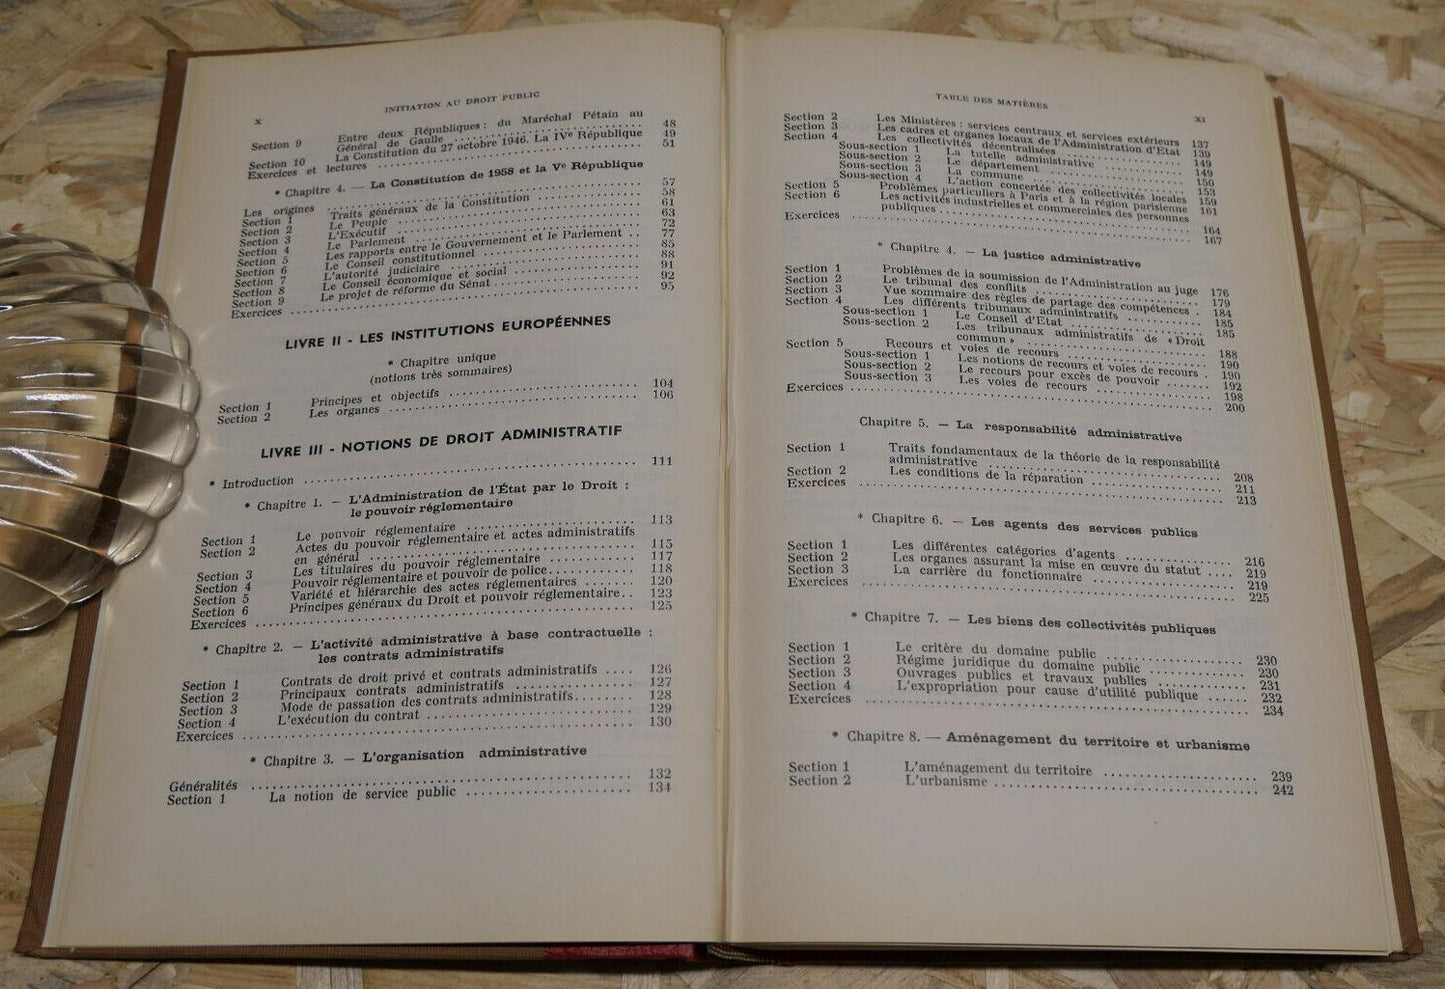 X
INITIATION AU DROIT PUBLIC
Section 9 Entre deux Républiques : du Maréchal Pétain au
Général de Gaulle 48
Section 10 La Constitution du 27 octobre 1946. La IVe République 49
Exercices et lectures 51
* Chapitre 4. — La Constitution de 1958 et la Ve République
Les origines 57
Section 1 Traits généraux de la Constitution 58
Section 2 Le Peuple 61
Section 3 L'Exécutif 63
Section 4 Le Parlement 72
Section 5 Les rapports entre le Gouvernement et le Parlement 77
Section 6 Le Conseil constitutionnel 85
Section 7 L'autorité judiciaire 88
Section 8 Le Conseil économique et social 91
Section 9 Le projet de réforme du Sénat 92
Exercices 95
LIVRE II - LES INSTITUTIONS EUROPÉENNES
* Chapitre unique
(notions très sommaires)
Section 1 Principes et objectifs 104
Section 2 Les organes 106
LIVRE III - NOTIONS DE DROIT ADMINISTRATIF
* Introduction 111
* Chapitre 1. — L'Administration de l'État par le Droit :
le pouvoir réglementaire
Section 1 Le pouvoir réglementaire 113
Section 2 Actes du pouvoir réglementaire et actes administratifs
en général 115
Section 3 Les titulaires du pouvoir réglementaire 117
Section 4 Pouvoir réglementaire et pouvoir de police 118
Section 5 Variété et hiérarchie des actes réglementaires 120
Section 6 Principes généraux du Droit et pouvoir réglementaire 123
Exercices 125
* Chapitre 2. — L'activité administrative à base contractuelle :
les contrats administratifs
Section 1 Contrats de droit privé et contrats administratifs 126
Section 2 Principaux contrats administratifs 127
Section 3 Mode de passation des contrats administratifs 128
Section 4 L'exécution du contrat 129
Exercices 130
* Chapitre 3. — L'organisation administrative
Généralités 132
Section 1 La notion de service public 134
TABLE DES MATIÈRES
XI
Section 2 Les Ministères : services centraux et services extérieurs 137
Section 3 Les cadres et organes locaux de l'Administration d'Etat 139
Section 4 Les collectivités décentralisées 149
Sous-section 1 La tutelle administrative 149
Sous-section 2 Le département 150
Sous-section 3 La commune 153
Sous-section 4 L'action concertée des collectivités locales 159
Section 5 Problèmes particuliers à Paris et à la région parisienne 161
Section 6 Les activités industrielles et commerciales des personnes
publiques 164
Exercices 167
* Chapitre 4. — La justice administrative
Section 1 Problèmes de la soumission de l'Administration au juge 176
Section 2 Le tribunal des conflits 179
Section 3 Vue sommaire des règles de partage des compétences 184
Section 4 Les différents tribunaux administratifs 185
Sous-section 1 Le Conseil d'Etat 185
Sous-section 2 Les tribunaux administratifs de « Droit
commun » 188
Section 5 Recours et voies de recours 190
Sous-section 1 Les notions de recours et voies de recours 190
Sous-section 2 Le recours pour excès de pouvoir 192
Sous-section 3 Les voies de recours 198
Exercices 200
Chapitre 5. — La responsabilité administrative
Section 1 Traits fondamentaux de la théorie de la responsabilité
administrative 208
Section 2 Les conditions de la réparation 211
Exercices 213
* Chapitre 6. — Les agents des services publics
Section 1 Les différentes catégories d'agents 216
Section 2 Les organes assurant la mise en œuvre du statut 219
Section 3 La carrière du fonctionnaire 219
Exercices 225
* Chapitre 7. — Les biens des collectivités publiques
Section 1 Le critère du domaine public 230
Section 2 Régime juridique du domaine public 230
Section 3 Ouvrages publics et travaux publics 231
Section 4 L'expropriation pour cause d'utilité publique 232
Exercices 234
* Chapitre 8. — Aménagement du territoire et urbanisme
Section 1 L'aménagement du territoire 239
Section 2 L'urbanisme 242